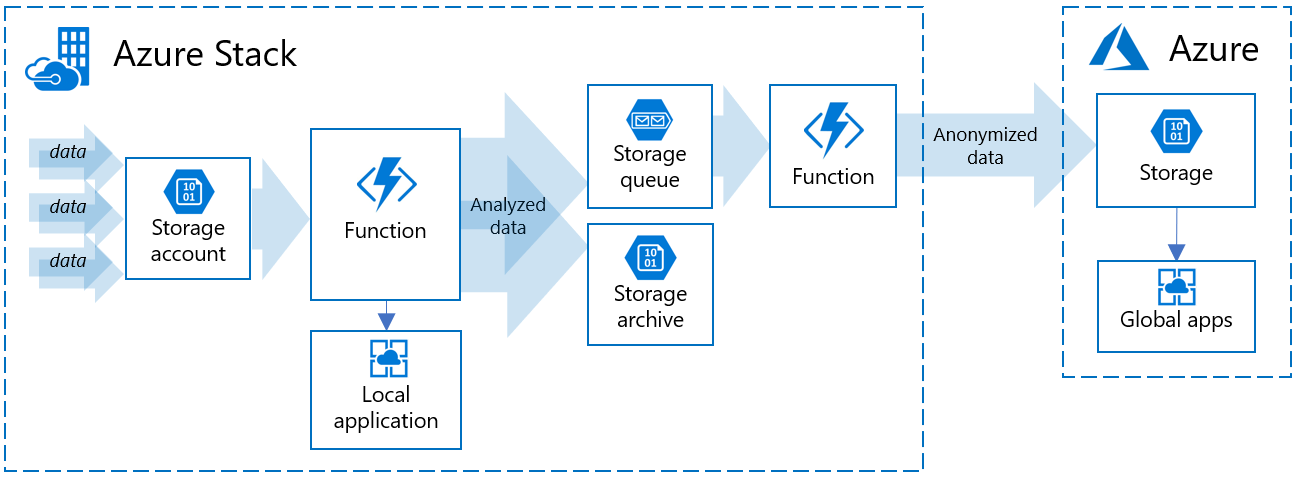 Azure Stack
data
data
data
Storage
account
10
01
Function
Local
application
Analyzed
data
Storage
queue
10
01
Storage
archive
Function
Anonymized
data
Azure
10
01
Storage
Global apps